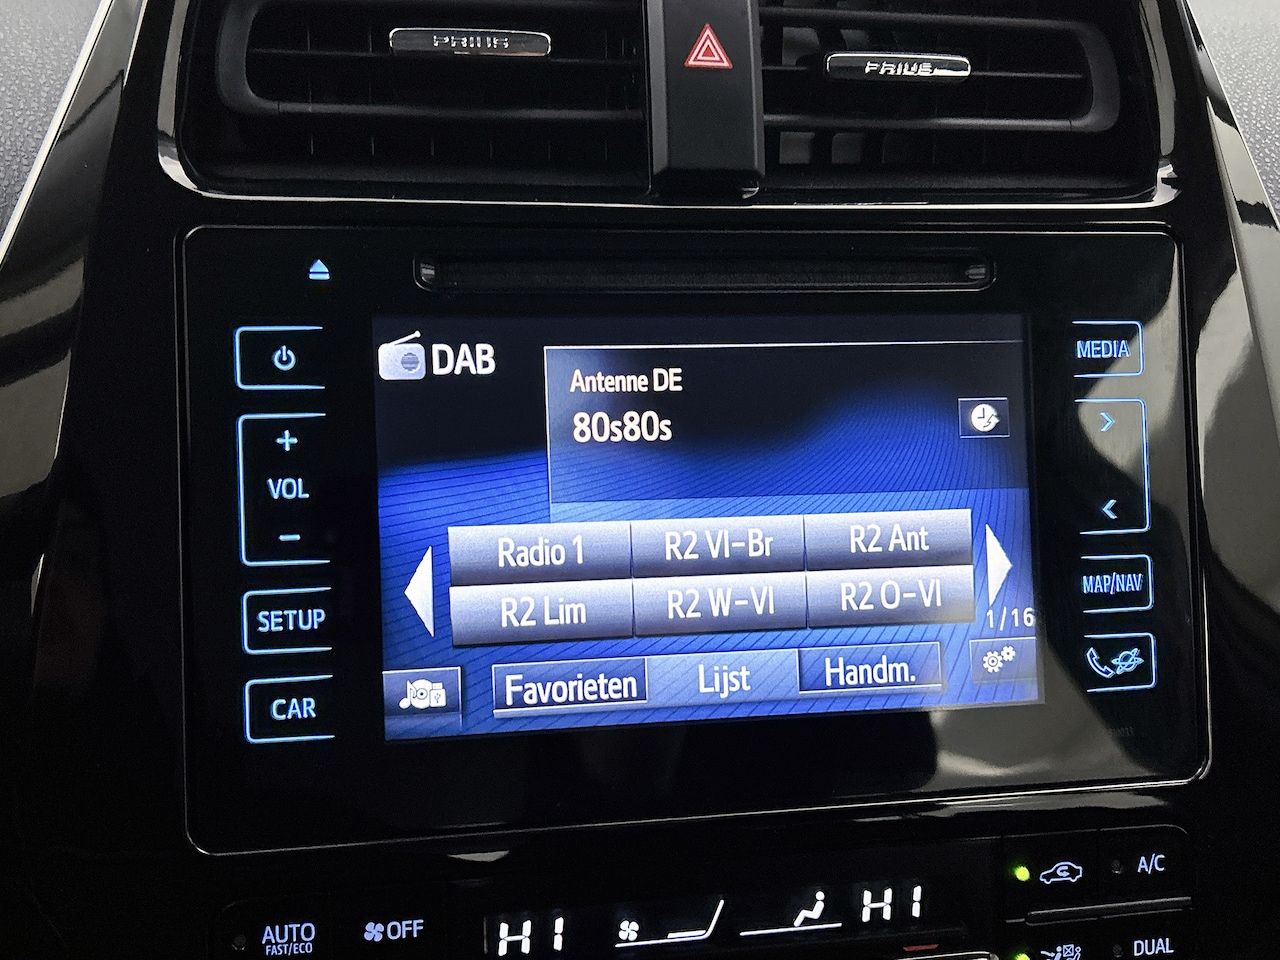 PRIUS
PRIUS
DAB
MEDIA
Antenne DE
80s80s
+
VOL
−
Radio 1
R2 Vl-Br
R2 Ant
R2 Lim
R2 W-Vl
R2 O-Vl
MAP/NAV
1/16
SETUP
Favorieten
Lijst
Handm.
CAR
A/C
AUTO
FAST/ECO
OFF
HI
HI
DUAL